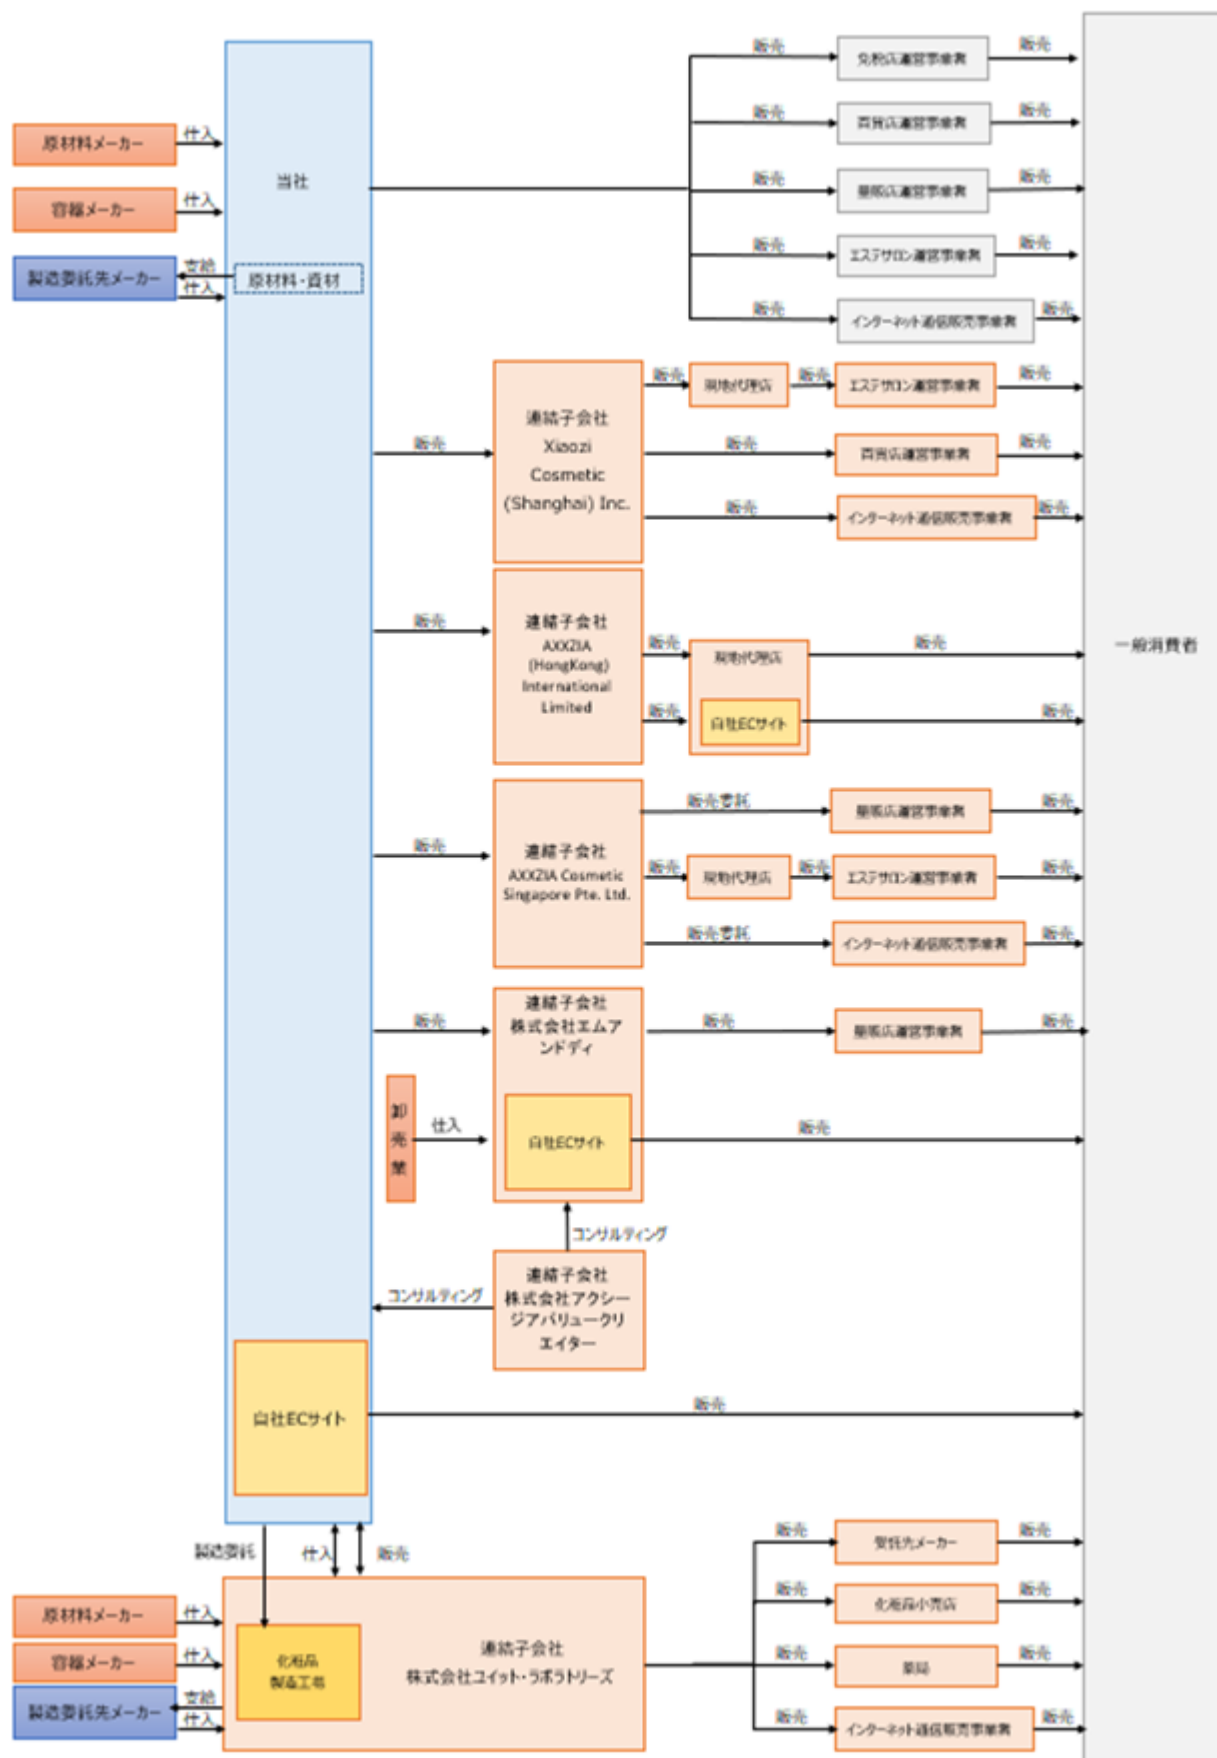 販売
免税店運営事業者
販売
販売
百貨店運営事業者
販売
原材料メーカー
仕入
当社
販売
量販店運営事業者
販売
容器メーカー
仕入
販売
エステサロン運営事業者
販売
製造委託先メーカー
支給
仕入
原材料・資材
販売
インターネット通信販売事業者
販売
販売
連結子会社
Xiaozi
Cosmetic
(Shanghai) Inc.
販売
現地代理店
販売
エステサロン運営事業者
販売
販売
百貨店運営事業者
販売
販売
インターネット通信販売事業者
販売
一般消費者
販売
連結子会社
AXXZIA
(HongKong)
International
Limited
販売
現地代理店
販売
販売
自社ECサイト
販売
販売
連結子会社
AXXZIA Cosmetic
Singapore Pte. Ltd.
販売委託
量販店運営事業者
販売
販売
現地代理店
販売
エステサロン運営事業者
販売
販売委託
インターネット通信販売事業者
販売
販売
連結子会社
株式会社エムア
ンドディ
販売
量販店運営事業者
販売
卸
売
業
仕入
自社ECサイト
販売
コンサルティング
コンサルティング
連結子会社
株式会社アクシー
ジアバリュークリ
エイター
自社ECサイト
販売
製造委託
仕入
販売
原材料メーカー
仕入
容器メーカー
仕入
製造委託先メーカー
支給
仕入
化粧品
製造工場
連結子会社
株式会社ユイット・ラボラトリーズ
販売
受託先メーカー
販売
販売
化粧品小売店
販売
販売
薬局
販売
販売
インターネット通信販売事業者
販売